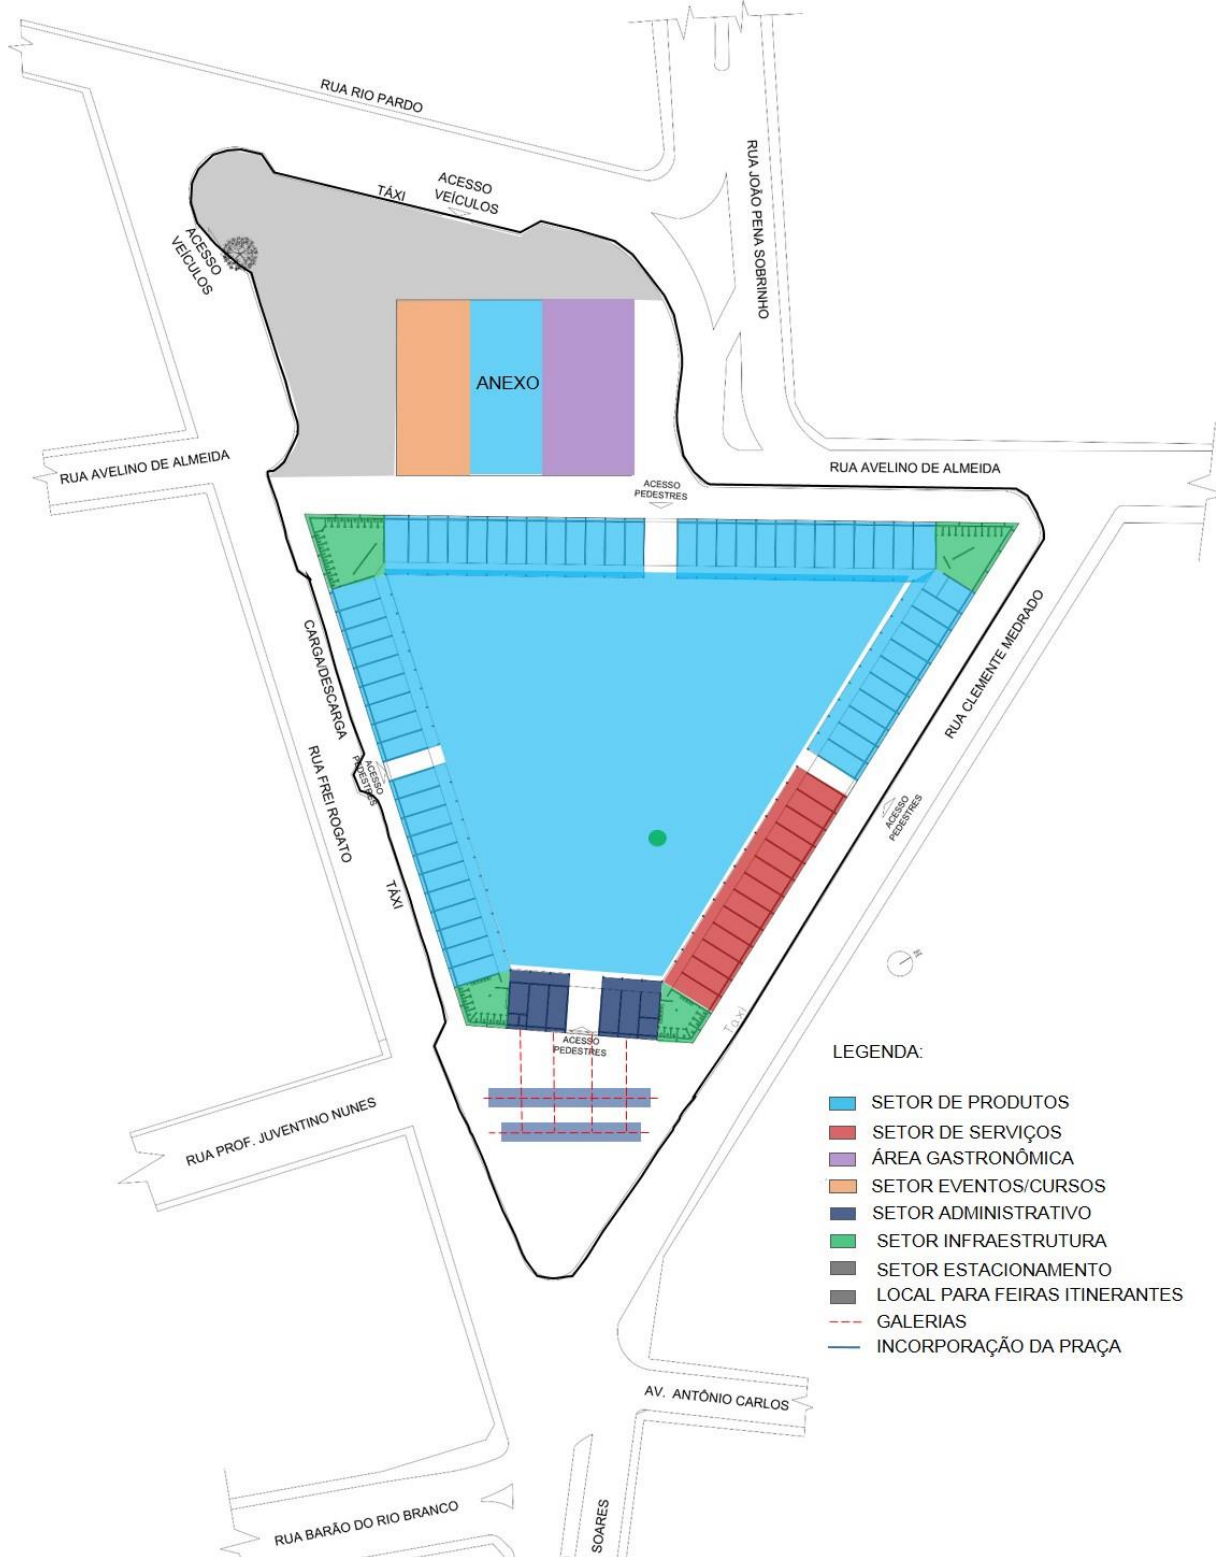 RUA RIO PARDO
RUA JOÃO PENA SOBRINHO
ACESSO
VEÍCULOS
TÁXI
ACESSO
VEÍCULOS
ANEXO
RUA AVELINO DE ALMEIDA
RUA AVELINO DE ALMEIDA
ACESSO
PEDESTRES
CARGA/DESCARGA
RUA CLEMENTE MEDRADO
RUA FREI ROGATO
ACESSO
PEDESTRES
ACESSO
PEDESTRES
TÁXI
N
Taxi
ACESSO
PEDESTRES
RUA PROF. JUVENTINO NUNES
LEGENDA:
SETOR DE PRODUTOS
SETOR DE SERVIÇOS
ÁREA GASTRONÔMICA
SETOR EVENTOS/CURSOS
SETOR ADMINISTRATIVO
SETOR INFRAESTRUTURA
SETOR ESTACIONAMENTO
LOCAL PARA FEIRAS ITINERANTES
GALERIAS
INCORPORAÇÃO DA PRAÇA
AV. ANTÔNIO CARLOS
RUA BARÃO DO RIO BRANCO
SOARES